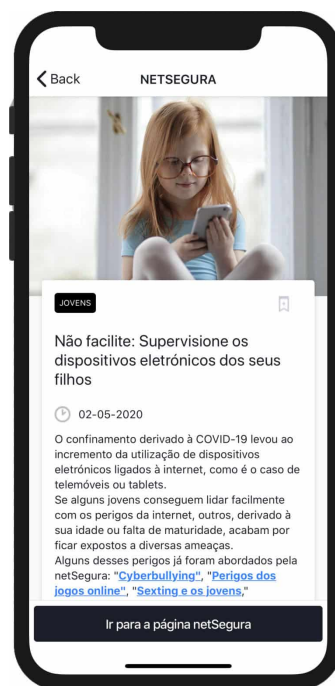 Back
NETSEGURA
JOVENS
Não facilite: Supervisione os
dispositivos eletrónicos dos seus
filhos
02-05-2020
O confinamento derivado à COVID-19 levou ao
incremento da utilização de dispositivos
eletrónicos ligados à internet, como é o caso de
telemóveis ou tablets.
Se alguns jovens conseguem lidar facilmente
com os perigos da internet, outros, derivado à
sua idade ou falta de maturidade, acabam por
ficar expostos a diversas ameaças.
Alguns desses perigos já foram abordados pela
netSegura: "Cyberbullying", "Perigos dos
jogos online", "Sexting e os jovens,"
Ir para a página netSegura